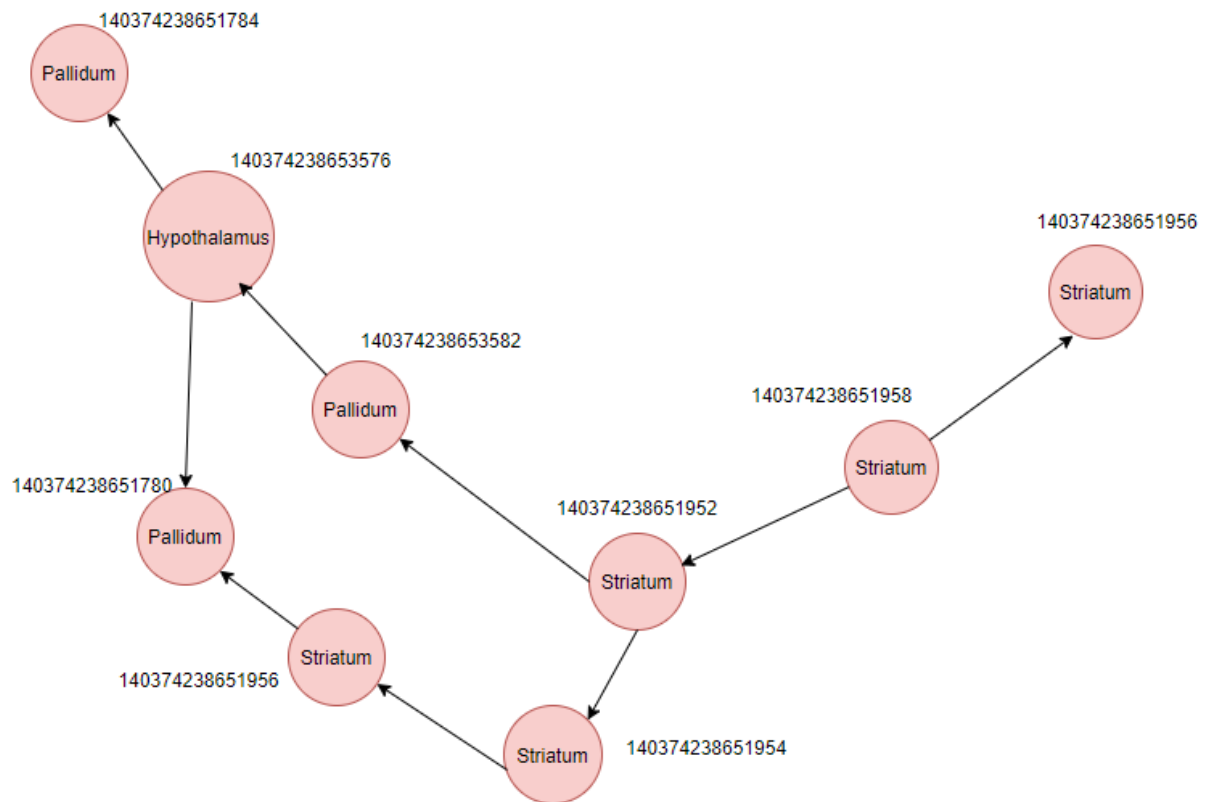 140374238651784
Pallidum
140374238653576
Hypothalamus
140374238651956
Striatum
140374238653582
Pallidum
140374238651958
Striatum
140374238651780
Pallidum
140374238651952
Striatum
Striatum
140374238651956
Striatum
140374238651954